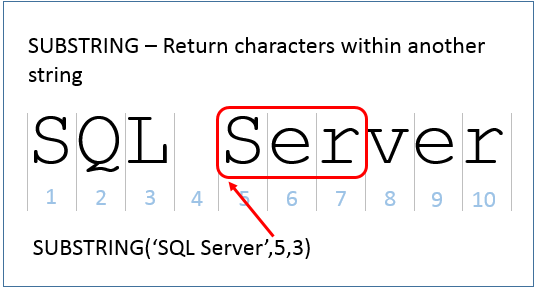 SUBSTRING – Return characters within another
string
SQL Server
1 2 3 4 5 6 7 8 9 10
SUBSTRING(‘SQL Server’,5,3)